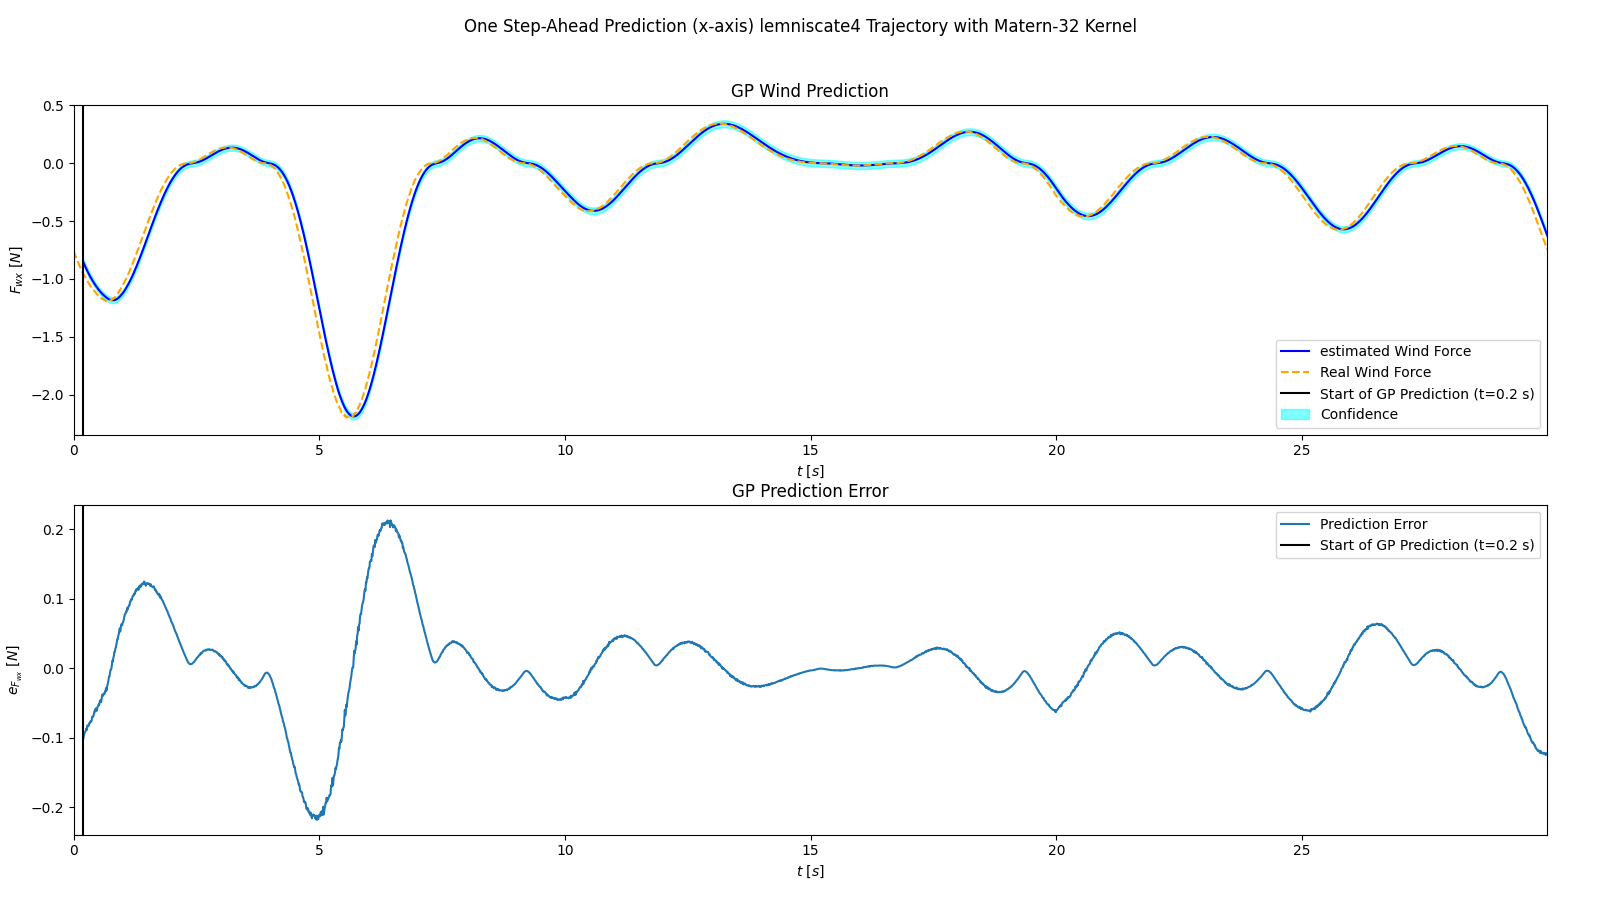 One Step-Ahead Prediction (x-axis) lemniscate4 Trajectory with Matern-32 Kernel
GP Wind Prediction
0.5
0.0
−0.5
−1.0
−1.5
−2.0
F_wx [N]
estimated Wind Force
Real Wind Force
Start of GP Prediction (t=0.2 s)
Confidence
0 5 10 15 20 25
t [s]
GP Prediction Error
0.2
0.1
0.0
−0.1
−0.2
e_F_wx [N]
Prediction Error
Start of GP Prediction (t=0.2 s)
0 5 10 15 20 25
t [s]